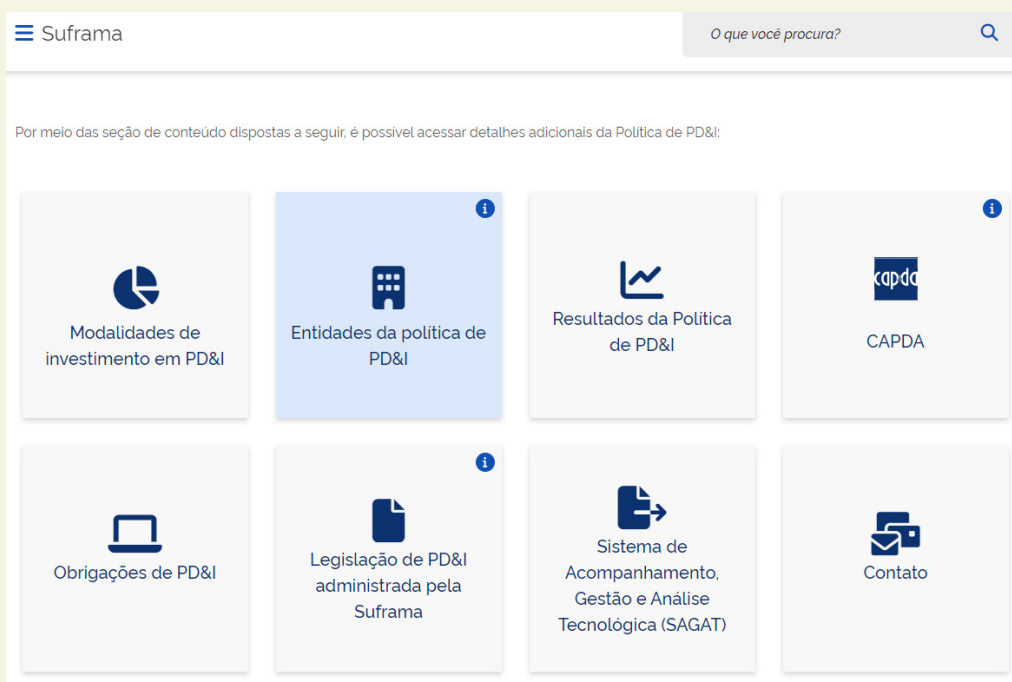 Suframa
O que você procura?
Por meio das seção de conteúdo dispostas a seguir, é possível acessar detalhes adicionais da Política de PD&I:
Modalidades de
investimento em PD&I
Entidades da política de
PD&I
Resultados da Política
de PD&I
capda
CAPDA
Obrigações de PD&I
Legislação de PD&I
administrada pela
Suframa
Sistema de
Acompanhamento,
Gestão e Análise
Tecnológica (SAGAT)
Contato